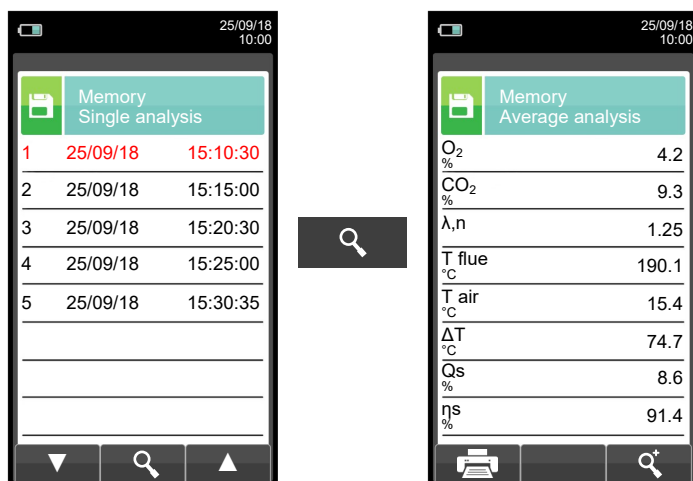 25/09/18
10:00
Memory
Single analysis
1 25/09/18 15:10:30
2 25/09/18 15:15:00
3 25/09/18 15:20:30
4 25/09/18 15:25:00
5 25/09/18 15:30:35
25/09/18
10:00
Memory
Average analysis
O₂
% 4.2
CO₂
% 9.3
λ,n 1.25
T flue
°C 190.1
T air
°C 15.4
ΔT
°C 74.7
Qs
% 8.6
ηs
% 91.4